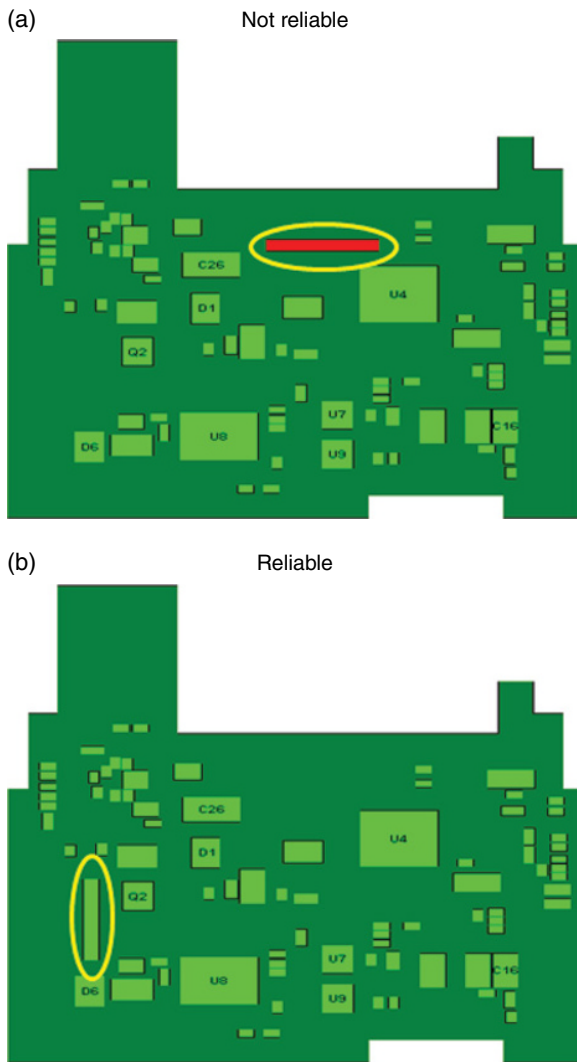 (a)
Not reliable
C26
D1
U4
Q2
U7
U8
C16
D6
U9
(b)
Reliable
C26
D1
U4
Q2
U7
U8
C16
D6
U9